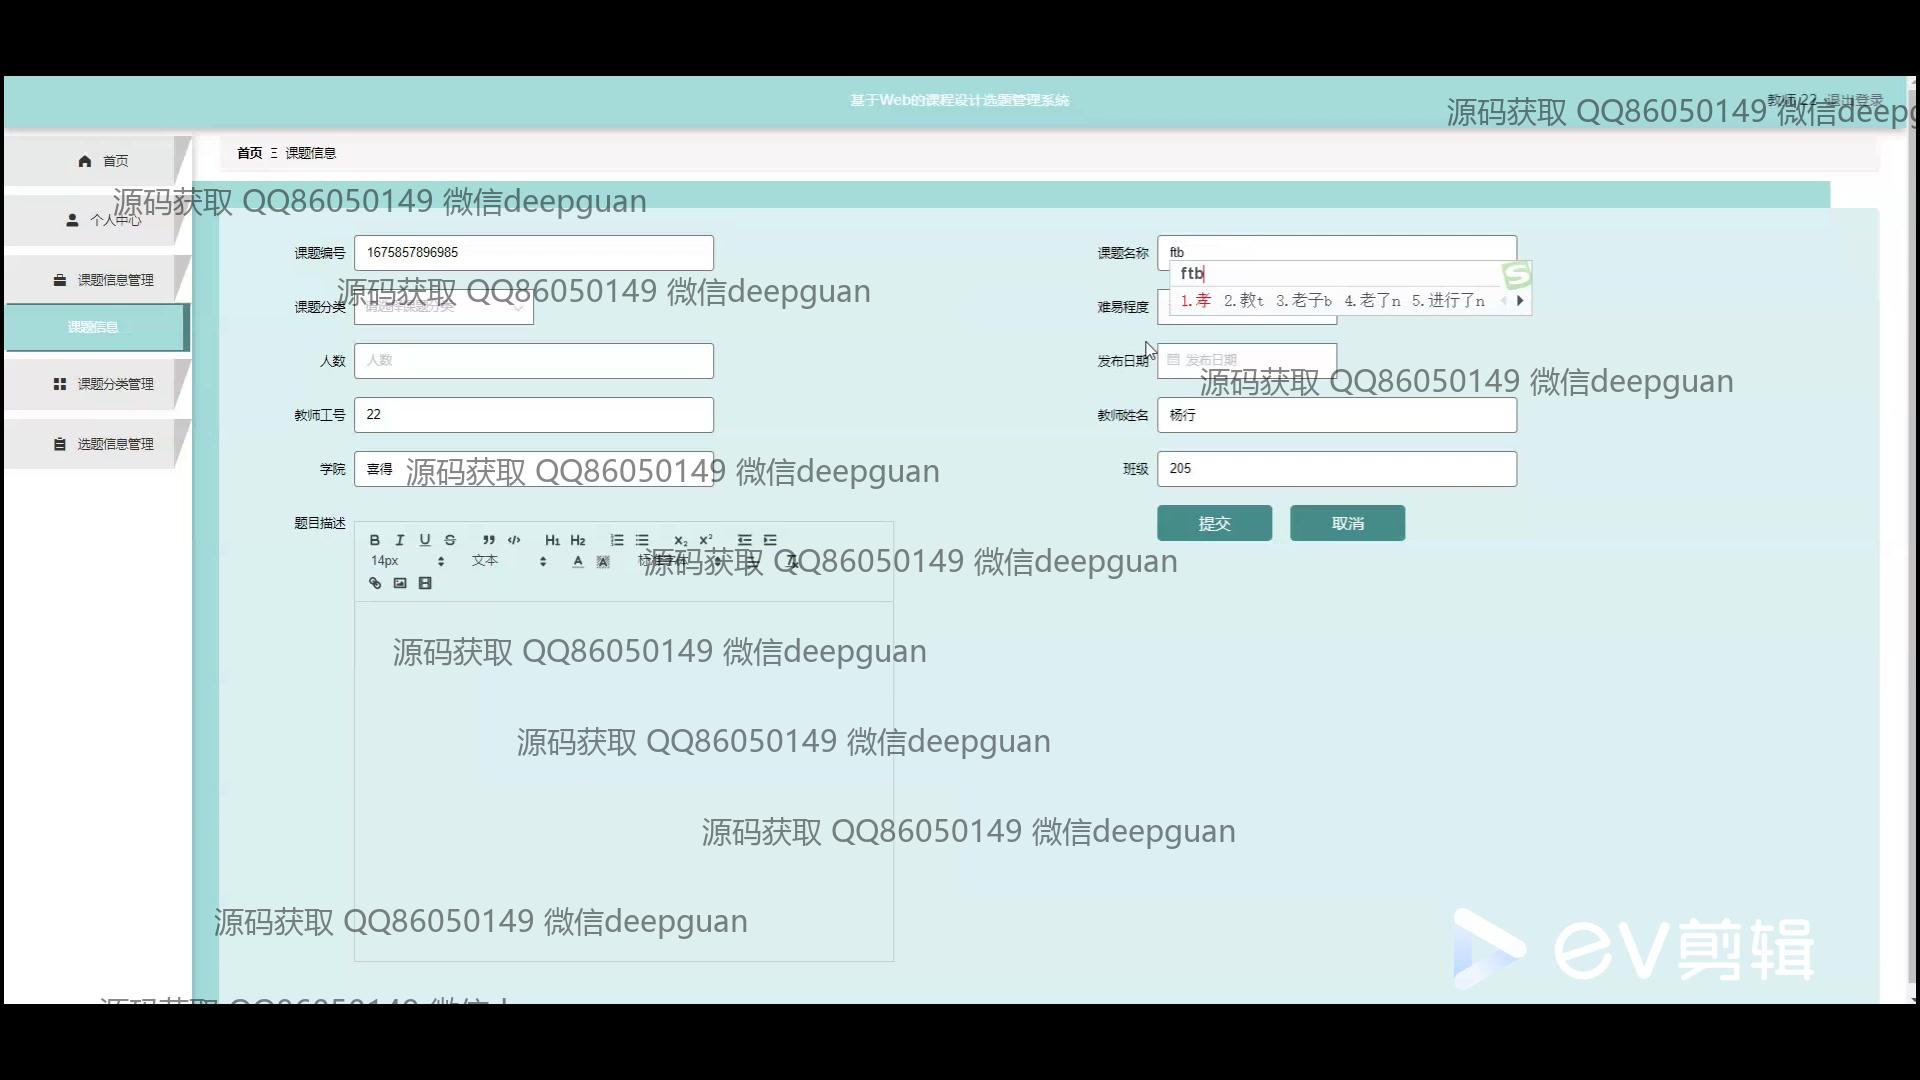 基于Web的课程设计选题管理系统
教师 22 退出登录
源码获取 QQ86050149 微信deepg
首页
首页 课题信息
源码获取 QQ86050149 微信deepguan
个人中心
课题编号 1675857896985
课题名称 ftb
课题信息管理
ftb
源码获取 QQ86050149 微信deepguan
1.孝 2.教t 3.老子b 4.老了n 5.进行了n
课题分类 请选择课题分类
难易程度
课题信息
人数 人数
发布日期 发布日期
源码获取 QQ86050149 微信deepguan
课题分类管理
教师工号 22
教师姓名 杨行
选题信息管理
学院 喜得
源码获取 QQ86050149 微信deepguan
班级 205
题目描述
提交 取消
B I U S H1 H2 x₂ x²
14px 文本 标准字体
源码获取 QQ86050149 微信deepguan
源码获取 QQ86050149 微信deepguan
源码获取 QQ86050149 微信deepguan
源码获取 QQ86050149 微信deepguan
源码获取 QQ86050149 微信deepguan
EV剪辑
源码获取 QQ86050149 微信d